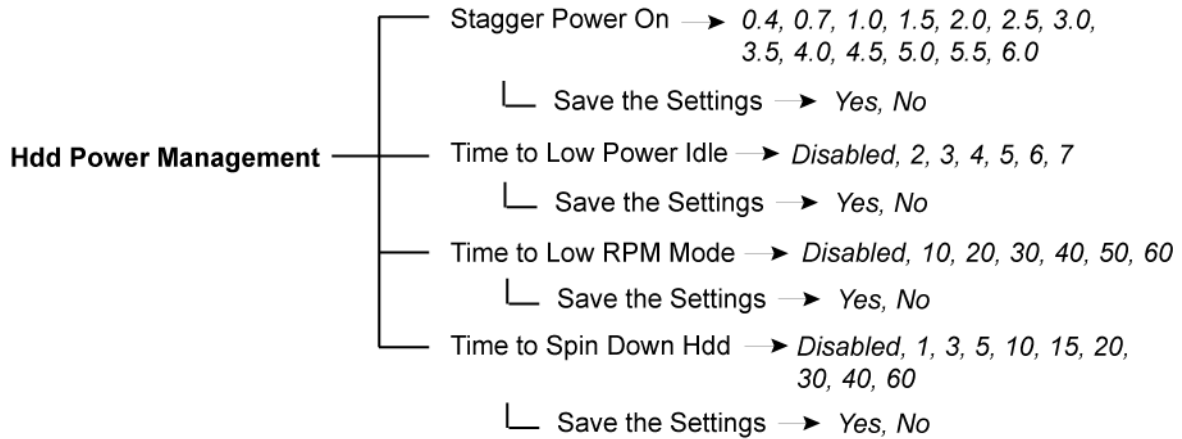 Stagger Power On 0.4, 0.7, 1.0, 1.5, 2.0, 2.5, 3.0,
3.5, 4.0, 4.5, 5.0, 5.5, 6.0
Save the Settings Yes, No
Hdd Power Management
Time to Low Power Idle Disabled, 2, 3, 4, 5, 6, 7
Save the Settings Yes, No
Time to Low RPM Mode Disabled, 10, 20, 30, 40, 50, 60
Save the Settings Yes, No
Time to Spin Down Hdd Disabled, 1, 3, 5, 10, 15, 20,
30, 40, 60
Save the Settings Yes, No